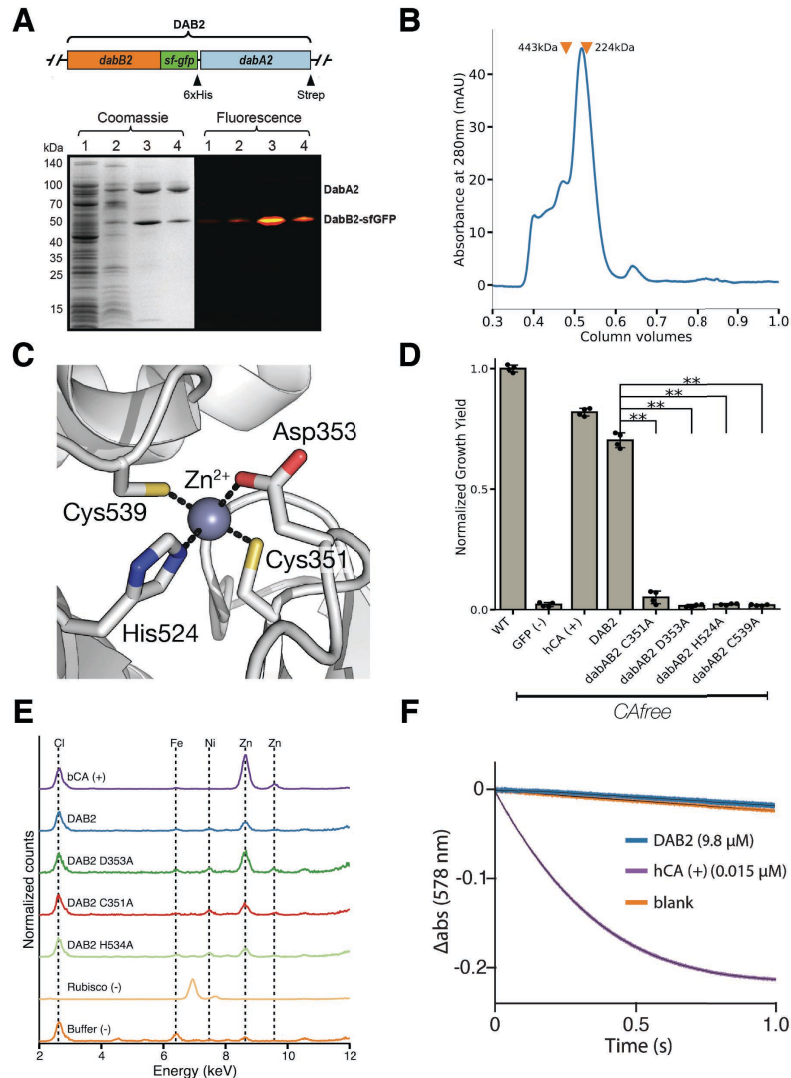 A
DAB2
dabB2 sf-gfp dabA2
6xHis Strep
Coomassie Fluorescence
kDa 1 2 3 4 1 2 3 4
140
100 DabA2
70
50 DabB2-sfGFP
40
35
25
15
B
443kDa 224kDa
Absorbance at 280nm (mAU)
40
30
20
10
0
0.3 0.4 0.5 0.6 0.7 0.8 0.9 1.0
Column volumes
C
Asp353
Zn2+
Cys539
Cys351
His524
D
Normalized Growth Yield
1.0
0.5
0.0
**
**
**
**
WT
GFP (-)
hCA (+)
DAB2
dabAB2 C351A
dabAB2 D353A
dabAB2 H524A
dabAB2 C539A
CAfree
E
Cl Fe Ni Zn Zn
bCA (+)
DAB2
DAB2 D353A
DAB2 C351A
DAB2 H534A
Rubisco (-)
Buffer (-)
Normalized counts
2 4 6 8 10 12
Energy (keV)
F
Δabs (578 nm)
0
-0.1
-0.2
DAB2 (9.8 μM)
hCA (+) (0.015 μM)
blank
0 0.5 1.0
Time (s)